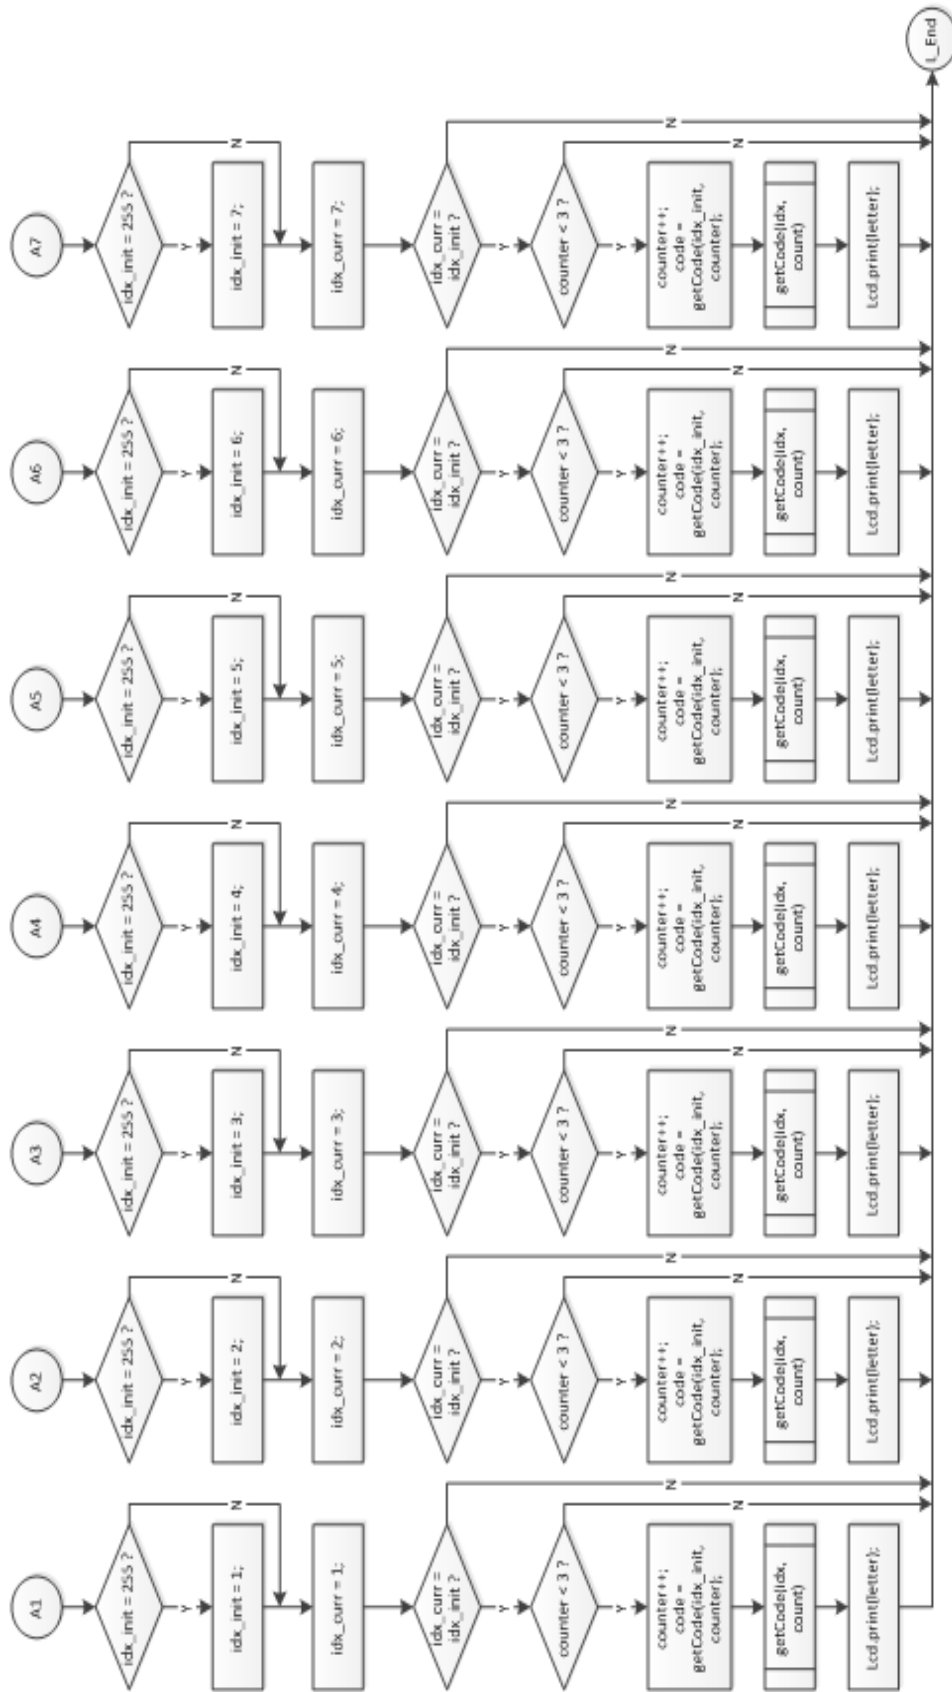 A1
idx_init = 255 ?
Y
N
idx_init = 1;
idx_curr = 1;
idx_curr =
idx_init ?
Y
N
counter < 3 ?
Y
N
counter++;
code =
getCode(idx_init,
counter);
getCode(idx,
count)
Lcd.print(letter);
A2
idx_init = 255 ?
Y
N
idx_init = 2;
idx_curr = 2;
idx_curr =
idx_init ?
Y
N
counter < 3 ?
Y
N
counter++;
code =
getCode(idx_init,
counter);
getCode(idx,
count)
Lcd.print(letter);
A3
idx_init = 255 ?
Y
N
idx_init = 3;
idx_curr = 3;
idx_curr =
idx_init ?
Y
N
counter < 3 ?
Y
N
counter++;
code =
getCode(idx_init,
counter);
getCode(idx,
count)
Lcd.print(letter);
A4
idx_init = 255 ?
Y
N
idx_init = 4;
idx_curr = 4;
idx_curr =
idx_init ?
Y
N
counter < 3 ?
Y
N
counter++;
code =
getCode(idx_init,
counter);
getCode(idx,
count)
Lcd.print(letter);
A5
idx_init = 255 ?
Y
N
idx_init = 5;
idx_curr = 5;
idx_curr =
idx_init ?
Y
N
counter < 3 ?
Y
N
counter++;
code =
getCode(idx_init,
counter);
getCode(idx,
count)
Lcd.print(letter);
A6
idx_init = 255 ?
Y
N
idx_init = 6;
idx_curr = 6;
idx_curr =
idx_init ?
Y
N
counter < 3 ?
Y
N
counter++;
code =
getCode(idx_init,
counter);
getCode(idx,
count)
Lcd.print(letter);
A7
idx_init = 255 ?
Y
N
idx_init = 7;
idx_curr = 7;
idx_curr =
idx_init ?
Y
N
counter < 3 ?
Y
N
counter++;
code =
getCode(idx_init,
counter);
getCode(idx,
count)
Lcd.print(letter);
L_End